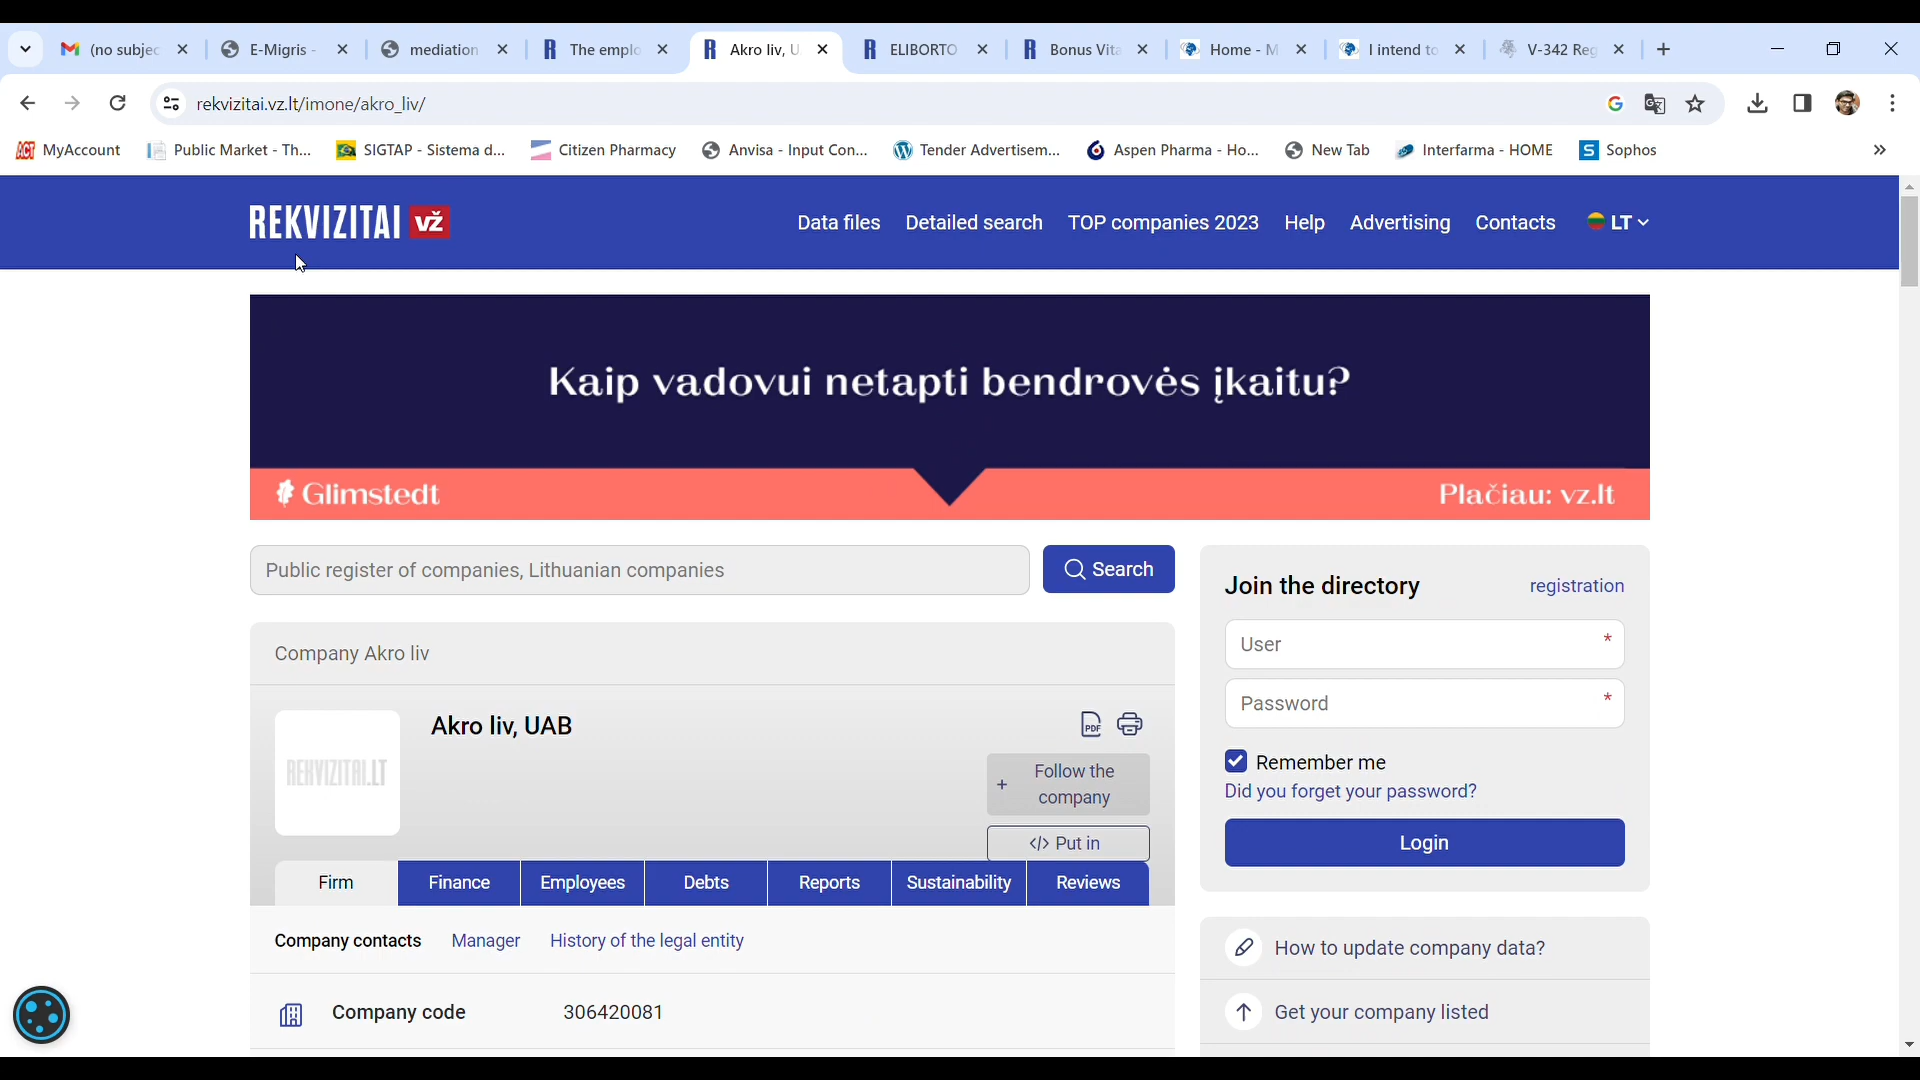 (no subjec
E-Migris -
mediation
The emplo
Akro liv, U
ELIBORTO
Bonus Vita
Home - M
I intend to
V-342 Reg
rekvizitai.vz.lt/imone/akro_liv/
MyAccount
Public Market - Th...
SIGTAP - Sistema d...
Citizen Pharmacy
Anvisa - Input Con...
Tender Advertisem...
Aspen Pharma - Ho...
New Tab
Interfarma - HOME
S Sophos
»
REKVIZITAI vž
Data files
Detailed search
TOP companies 2023
Help
Advertising
Contacts
LT
Kaip vadovui netapti bendrovės įkaitu?
Glimstedt
Plačiau: vz.lt
Public register of companies, Lithuanian companies
Search
Join the directory
registration
User *
Password *
Remember me
Did you forget your password?
Login
Company Akro liv
REKVIZITAI.LT
Akro liv, UAB
PDF
+ Follow the
company
</> Put in
Firm
Finance
Employees
Debts
Reports
Sustainability
Reviews
Company contacts
Manager
History of the legal entity
How to update company data?
Company code
306420081
Get your company listed